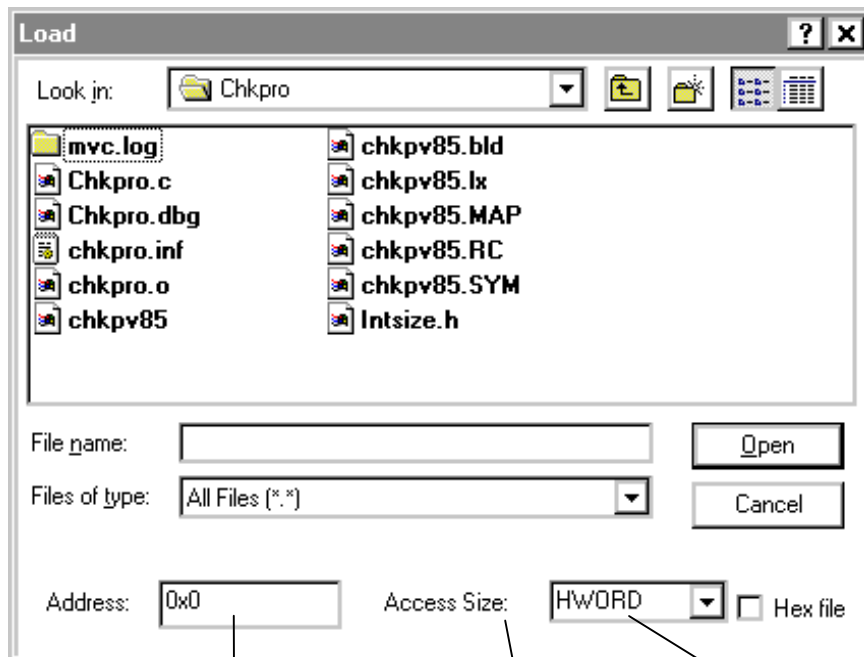 Load
Look in: Chkpro
mvc.log
Chkpro.c
Chkpro.dbg
chkpro.inf
chkpro.o
chkpv85
chkpv85.bld
chkpv85.lx
chkpv85.MAP
chkpv85.RC
chkpv85.SYM
Intsize.h
File name:
Open
Files of type: All Files (*.*)
Cancel
Address: 0x0 Access Size: HWORD Hex file